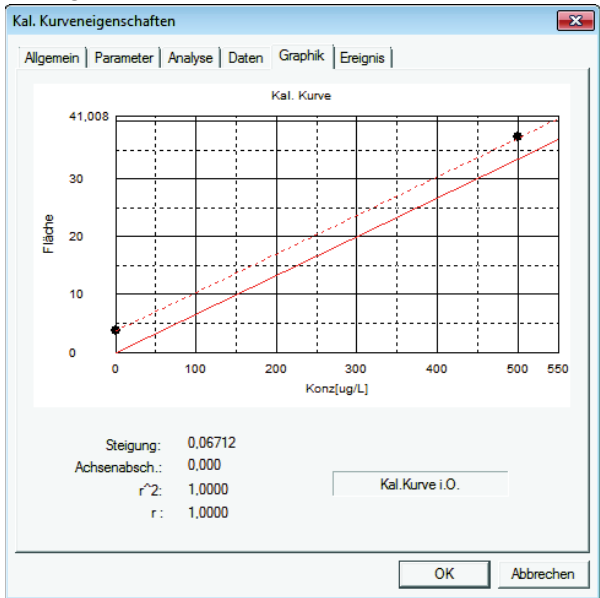 Kal. Kurveneigenschaften
Allgemein Parameter Analyse Daten Graphik Ereignis
Kal. Kurve
41,008
30
20
10
0
Fläche
0 100 200 300 400 500 550
Konz[ug/L]
Steigung: 0,06712
Achsenabsch.: 0,000
r^2: 1,0000
r : 1,0000
Kal.Kurve i.O.
OK Abbrechen